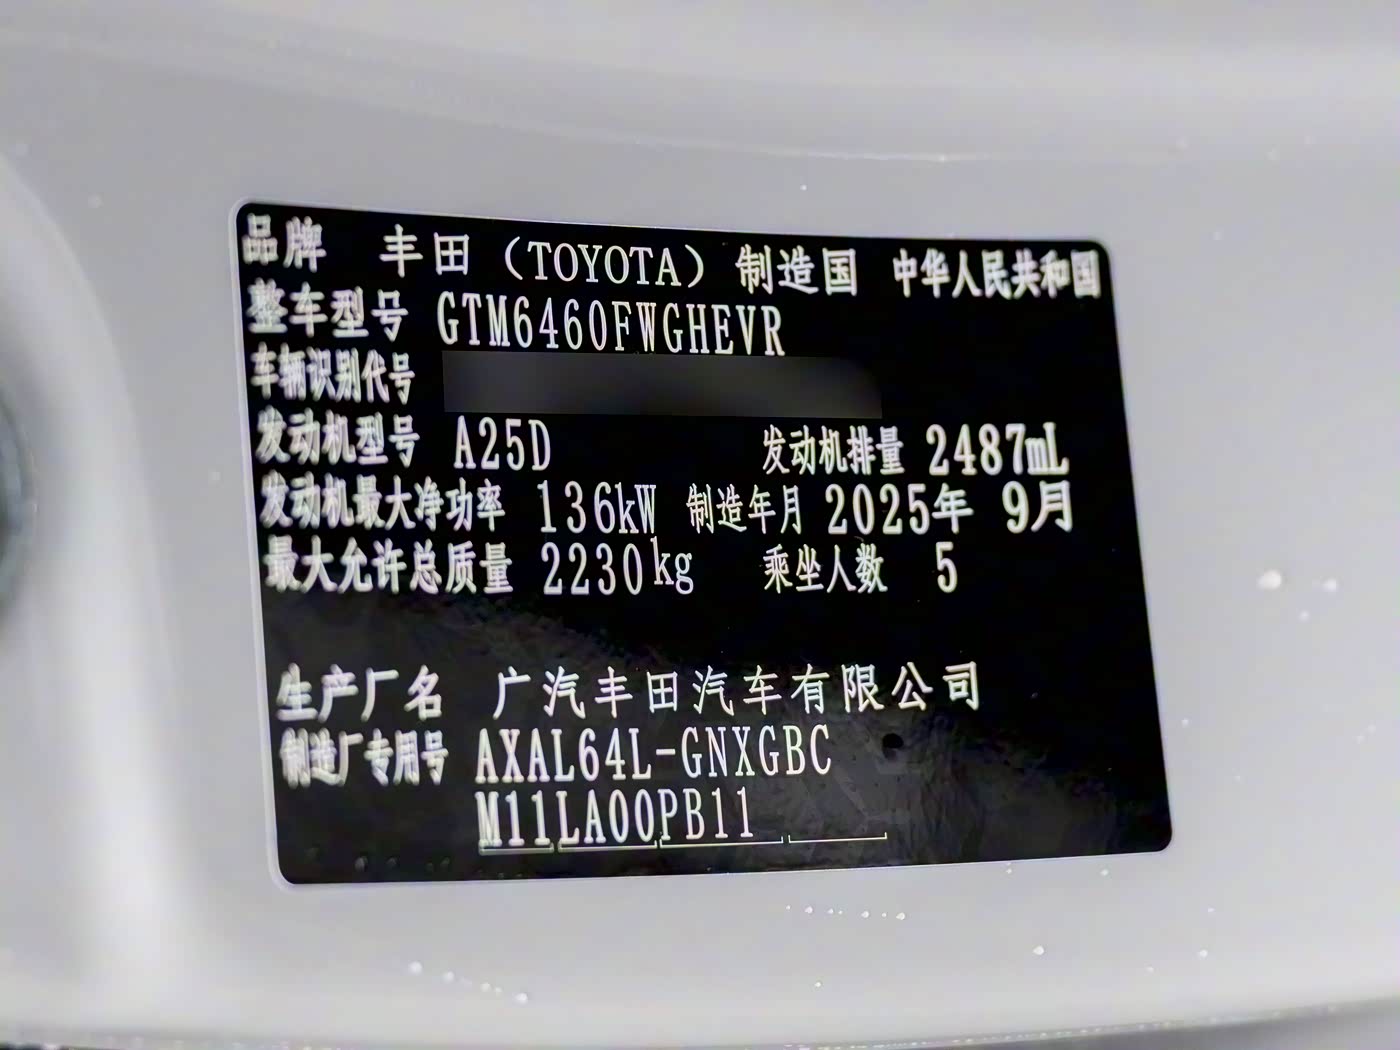 品牌 丰田（TOYOTA）制造国 中华人民共和国
整车型号 GTM6460FWGHEVR
车辆识别代号
发动机型号 A25D 发动机排量 2487mL
发动机最大净功率 136kW 制造年月 2025年 9月
最大允许总质量 2230kg 乘坐人数 5
生产厂名 广汽丰田汽车有限公司
制造厂专用号 AXAL64L-GNXGBC
M11LA00PB11